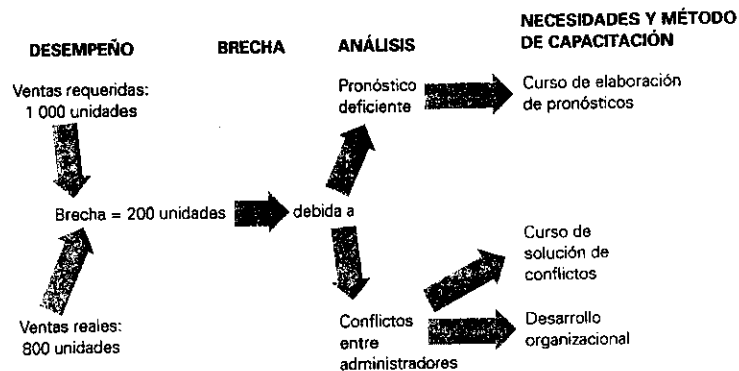 DESEMPEÑO
BRECHA
ANÁLISIS
NECESIDADES Y MÉTODO
DE CAPACITACIÓN
Ventas requeridas:
1 000 unidades
Pronóstico
deficiente
Curso de elaboración
de pronósticos
Brecha = 200 unidades
debida a
Curso de
solución de
conflictos
Ventas reales:
800 unidades
Conflictos
entre
administradores
Desarrollo
organizacional